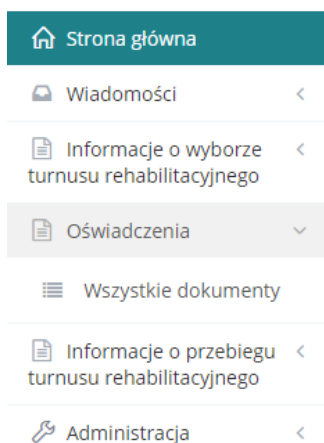 Strona główna
Wiadomości
Informacje o wyborze
turnusu rehabilitacyjnego
Oświadczenia
Wszystkie dokumenty
Informacje o przebiegu
turnusu rehabilitacyjnego
Administracja